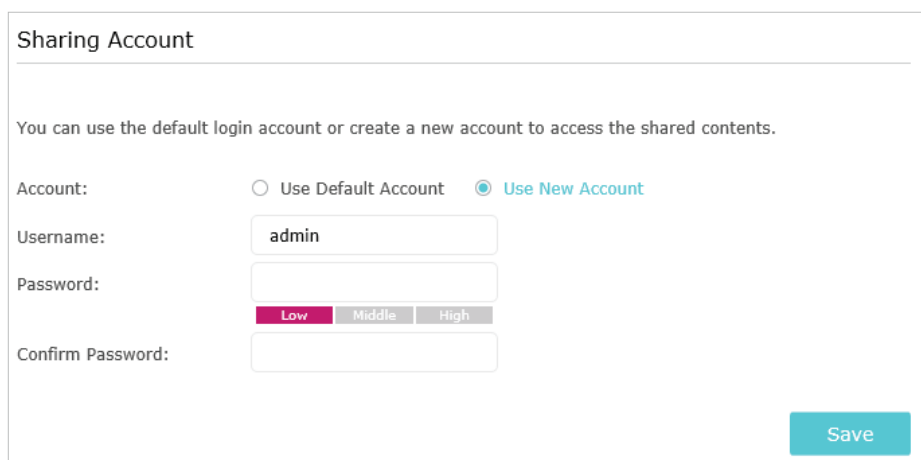 Sharing Account
You can use the default login account or create a new account to access the shared contents.
Account: Use Default Account Use New Account
Username: admin
Password:
Low Middle High
Confirm Password:
Save